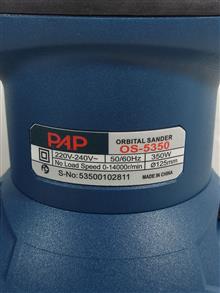 PAP
ORBITAL SANDER
OS-5350
220V-240V~ 50/60Hz 350W
No Load Speed 0-14000r/min Ø125mm
S-No:53500102811 MADE IN CHINA